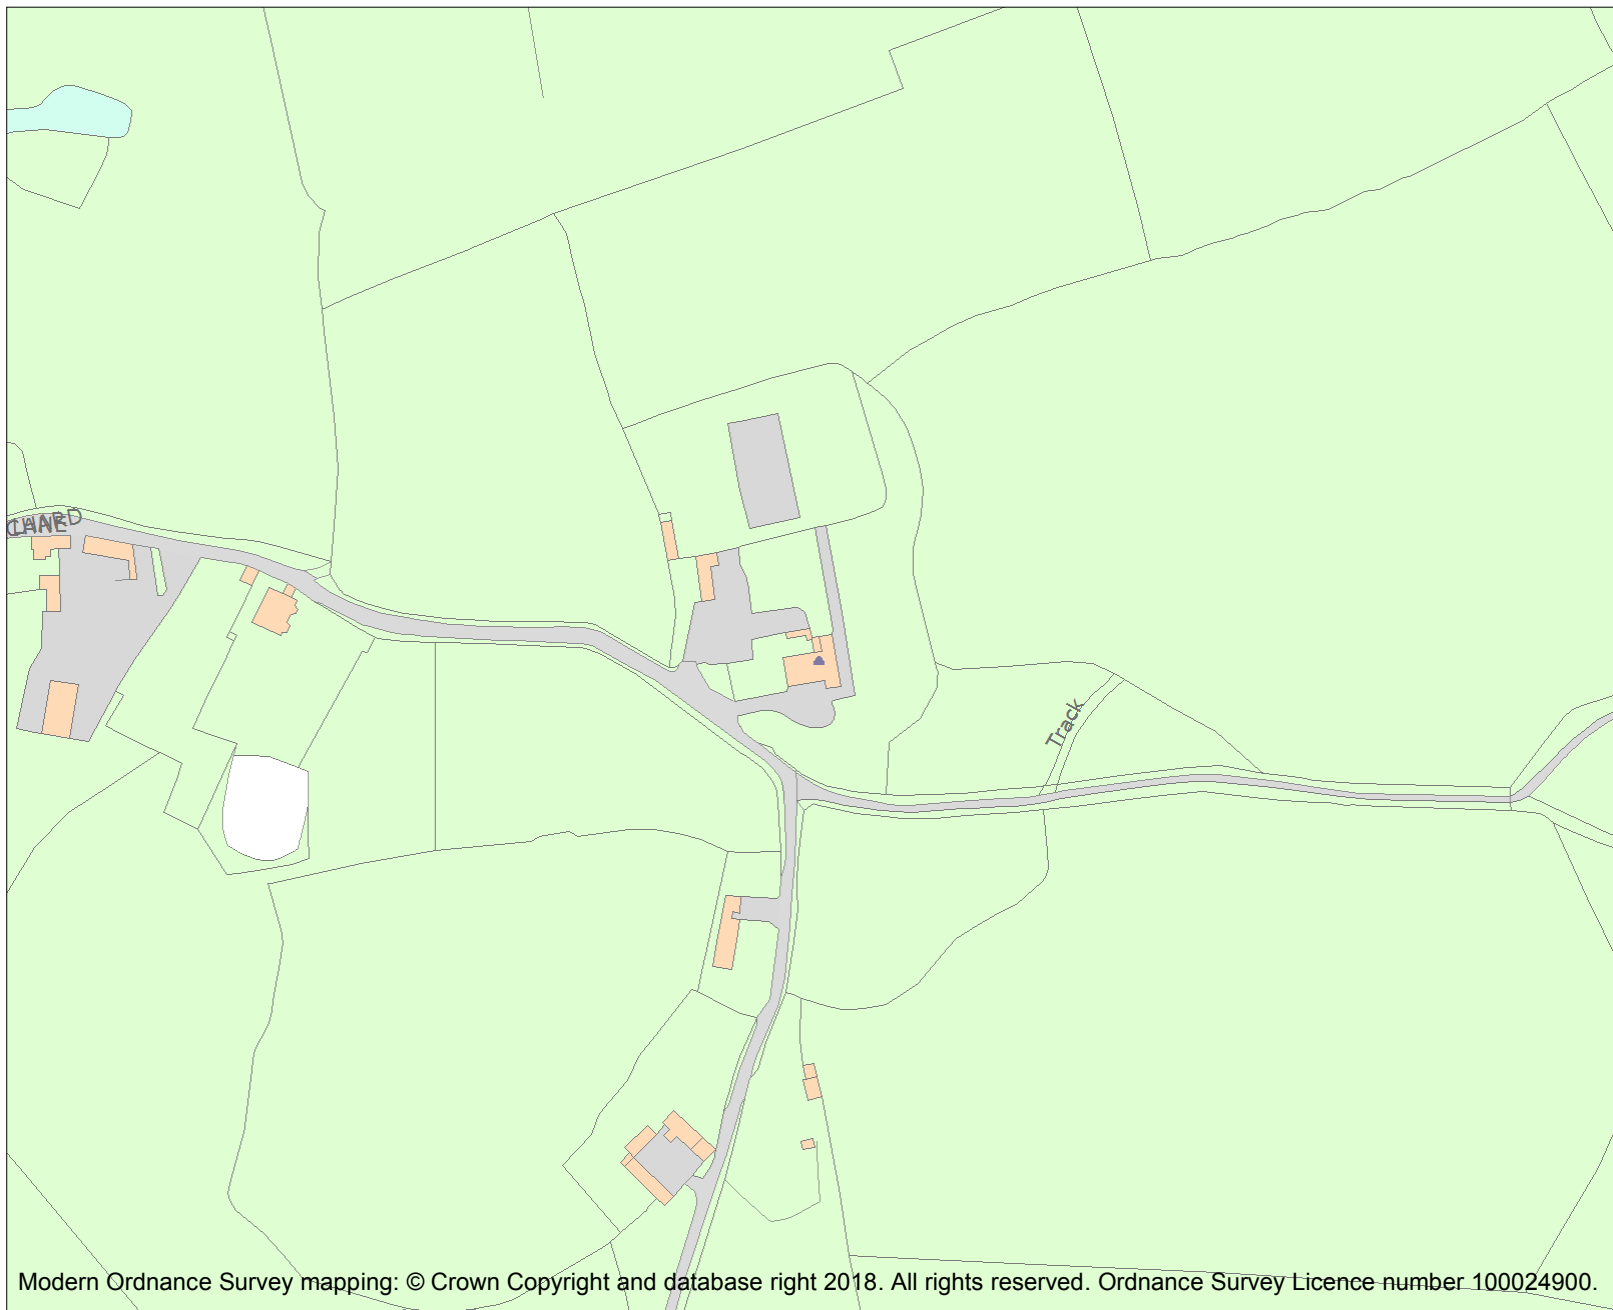 LANE
Track
Modern Ordnance Survey mapping: © Crown Copyright and database right 2018. All rights reserved. Ordnance Survey Licence number 100024900.